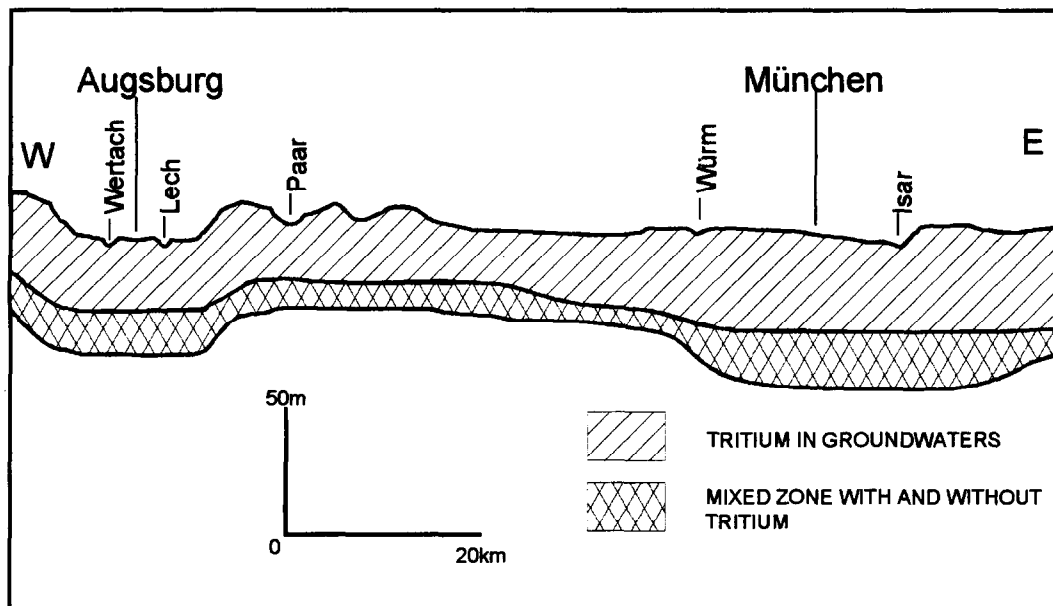 Augsburg
München
W
E
Wertach
Lech
Paar
Würm
Isar
50m
0
20km
TRITIUM IN GROUNDWATERS
MIXED ZONE WITH AND WITHOUT
TRITIUM